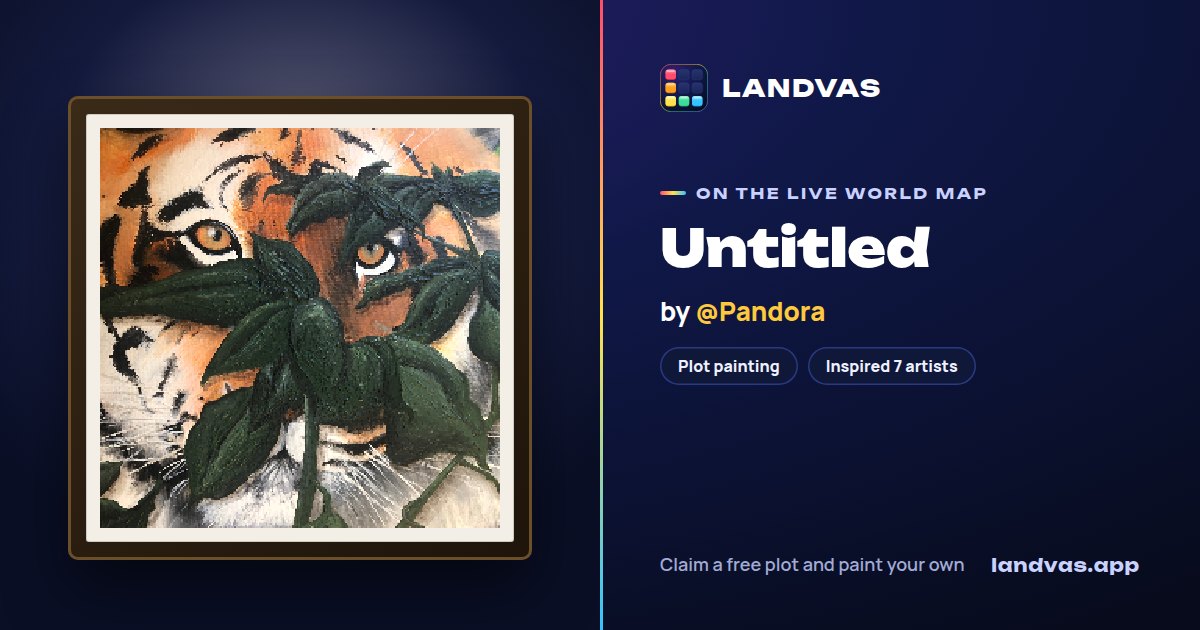 LANDVAS
ON THE LIVE WORLD MAP
Untitled
by @Pandora
Plot painting
Inspired 7 artists
Claim a free plot and paint your own
landvas.app